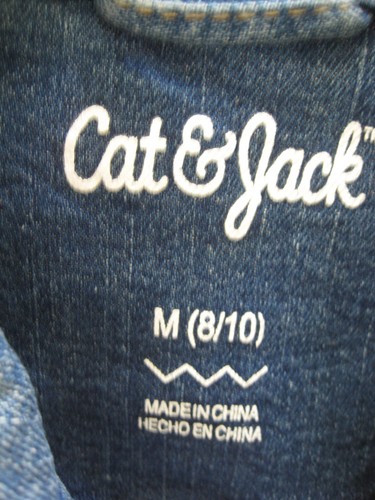 Cat & Jack™
M (8/10)
MADE IN CHINA
HECHO EN CHINA